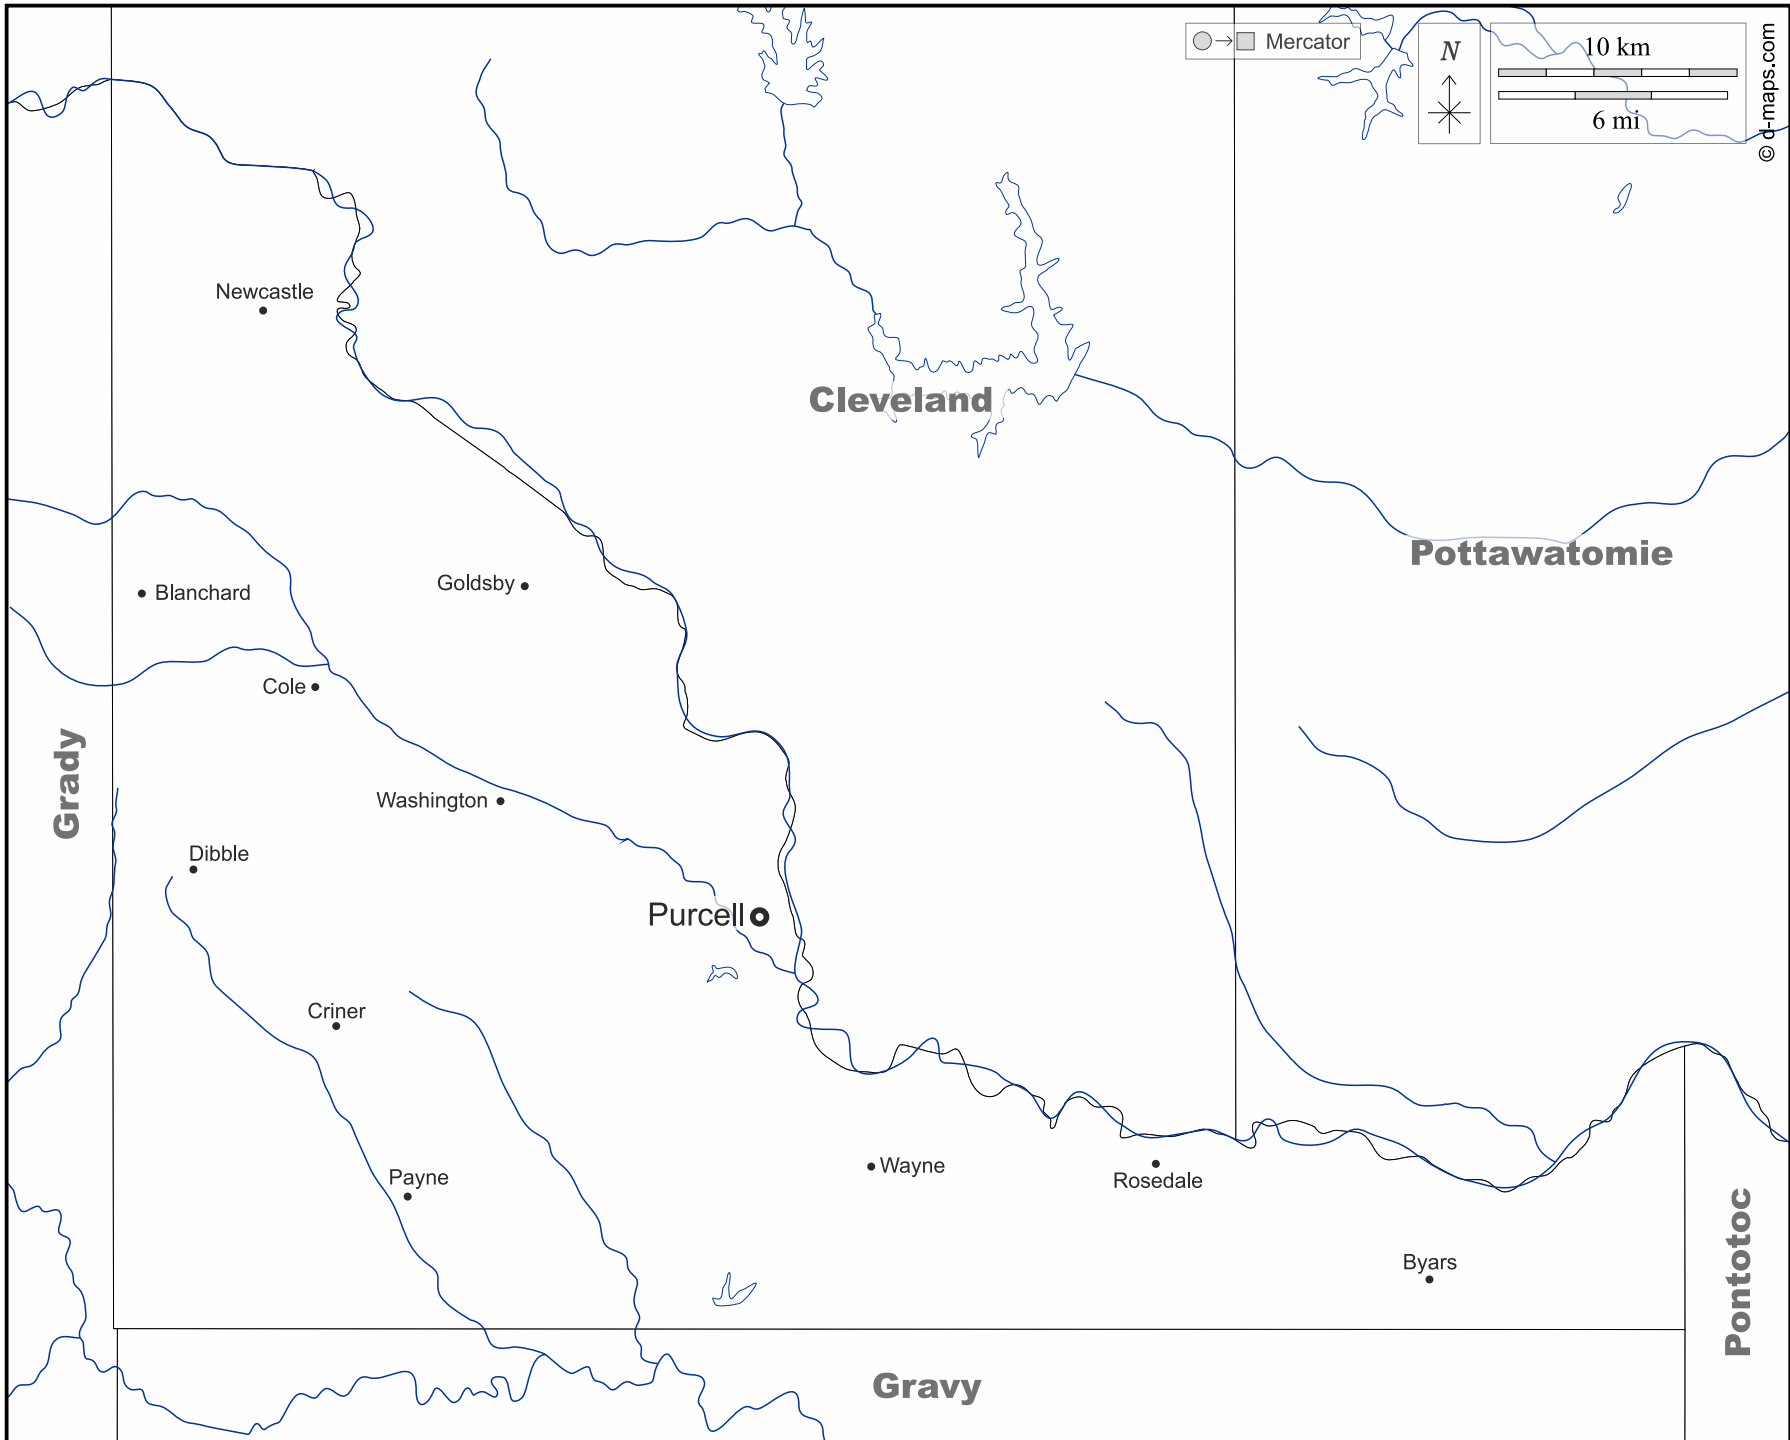 Mercator
N
10 km
6 mi
© d-maps.com
Newcastle
Cleveland
Pottawatomie
Blanchard
Goldsby
Cole
Grady
Washington
Dibble
Purcell
Criner
Payne
Wayne
Rosedale
Byars
Pontotoc
Gravy